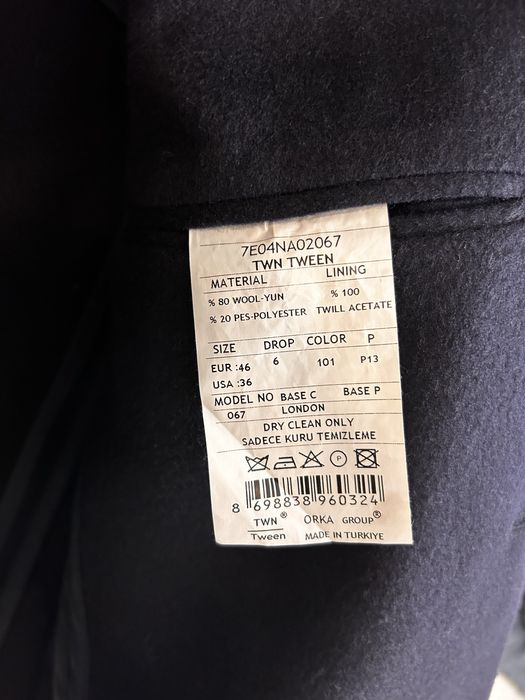 7E04NA02067
TWN TWEEN
MATERIAL LINING
% 80 WOOL-YUN % 100
% 20 PES-POLYESTER TWILL ACETATE
SIZE DROP COLOR P
EUR :46 6 101 P13
USA :36
MODEL NO BASE C BASE P
067 LONDON
DRY CLEAN ONLY
SADECE KURU TEMIZLEME
P
8 698838 960324
TWN® ORKA GROUP®
Tween MADE IN TURKIYE